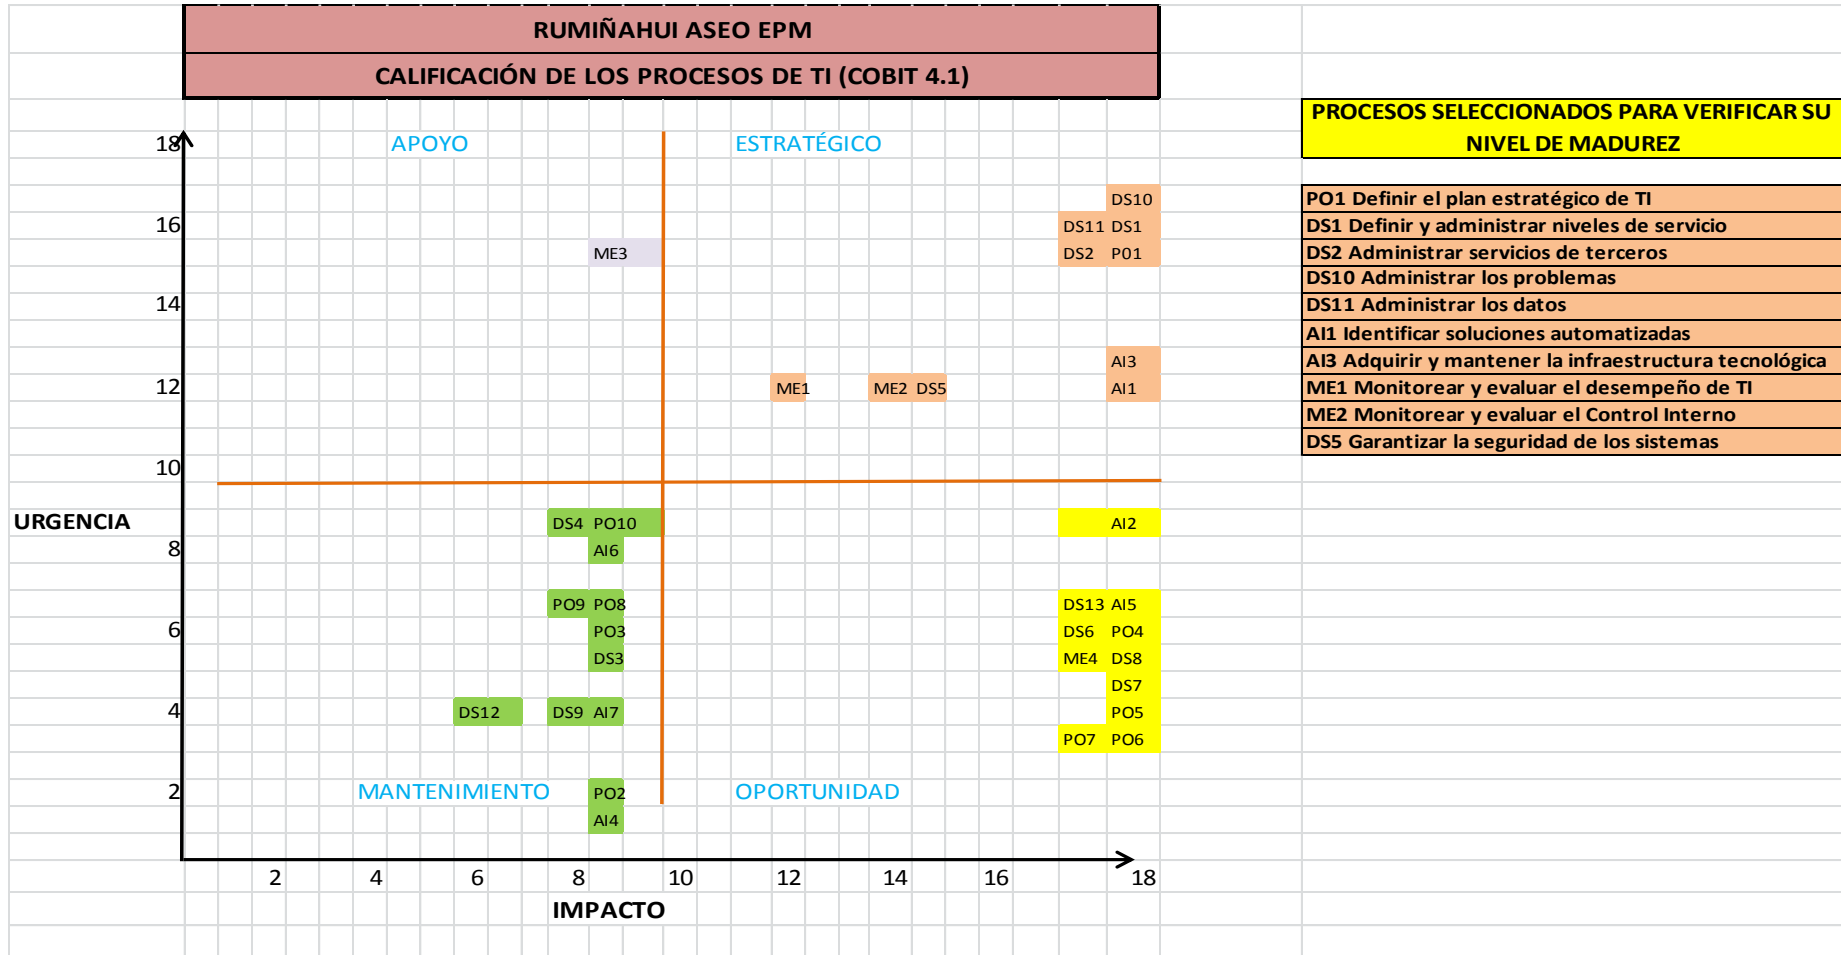 RUMIÑAHUI ASEO EPM
CALIFICACIÓN DE LOS PROCESOS DE TI (COBIT 4.1)
PROCESOS SELECCIONADOS PARA VERIFICAR SU
NIVEL DE MADUREZ
18 APOYO ESTRATÉGICO
DS10
PO1 Definir el plan estratégico de TI
16 DS11 DS1
DS1 Definir y administrar niveles de servicio
ME3 DS2 P01
DS2 Administrar servicios de terceros
DS10 Administrar los problemas
14
DS11 Administrar los datos
AI1 Identificar soluciones automatizadas
AI3
AI3 Adquirir y mantener la infraestructura tecnológica
12 ME1 ME2 DS5 AI1
ME1 Monitorear y evaluar el desempeño de TI
ME2 Monitorear y evaluar el Control Interno
DS5 Garantizar la seguridad de los sistemas
10
URGENCIA DS4 PO10 AI2
8 AI6
PO9 PO8 DS13 AI5
6 PO3 DS6 PO4
DS3 ME4 DS8
DS7
4 DS12 DS9 AI7 PO5
PO7 PO6
2 MANTENIMIENTO PO2 OPORTUNIDAD
AI4
2 4 6 8 10 12 14 16 18
IMPACTO